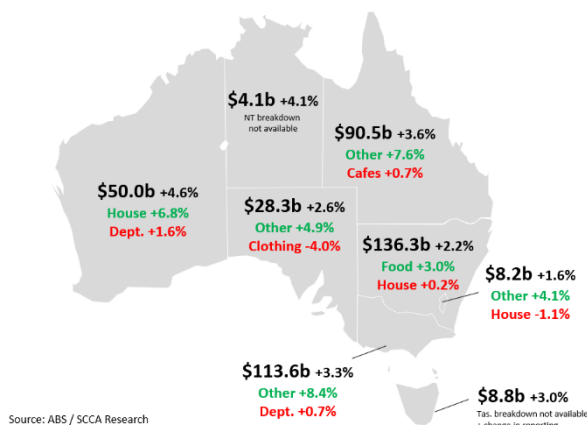 $4.1b +4.1%
NT breakdown
not available
$90.5b +3.6%
Other +7.6%
Cafes +0.7%
$50.0b +4.6%
House +6.8%
Dept. +1.6%
$28.3b +2.6%
Other +4.9%
Clothing -4.0%
$136.3b +2.2%
Food +3.0%
House +0.2%
$8.2b +1.6%
Other +4.1%
House -1.1%
$113.6b +3.3%
Other +8.4%
Dept. +0.7%
$8.8b +3.0%
Tas. breakdown not available
+ change in reporting
Source: ABS / SCCA Research